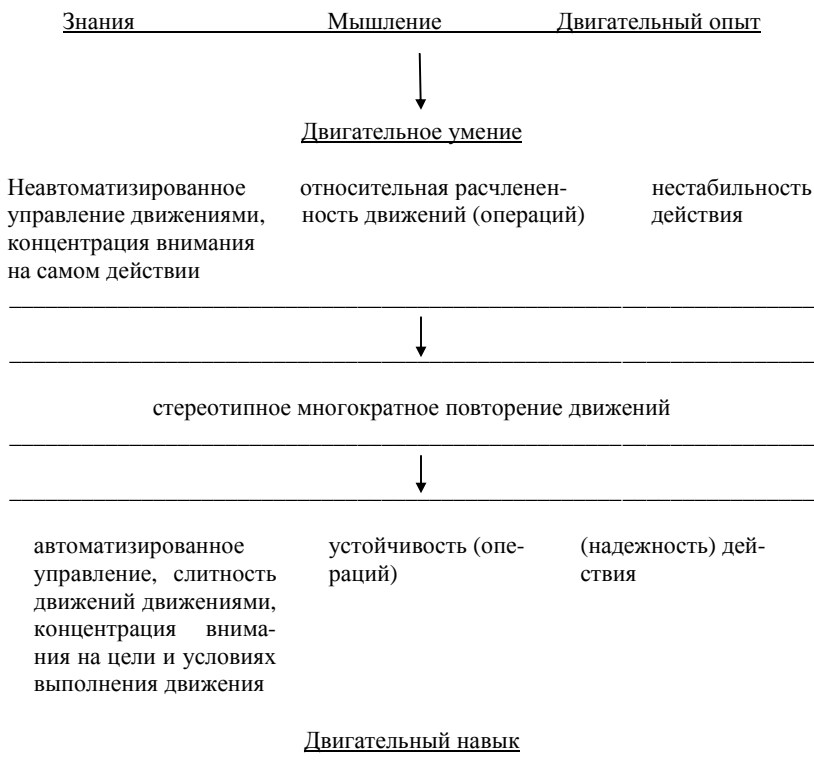 Знания Мышление Двигательный опыт
Двигательное умение
Неавтоматизированное относительная расчленен- нестабильность
управление движениями, ность движений (операций) действия
концентрация внимания
на самом действии
стереотипное многократное повторение движений
автоматизированное устойчивость (опе- (надежность) дей-
управление, слитность раций) ствия
движений движениями,
концентрация внима-
ния на цели и условиях
выполнения движения
Двигательный навык